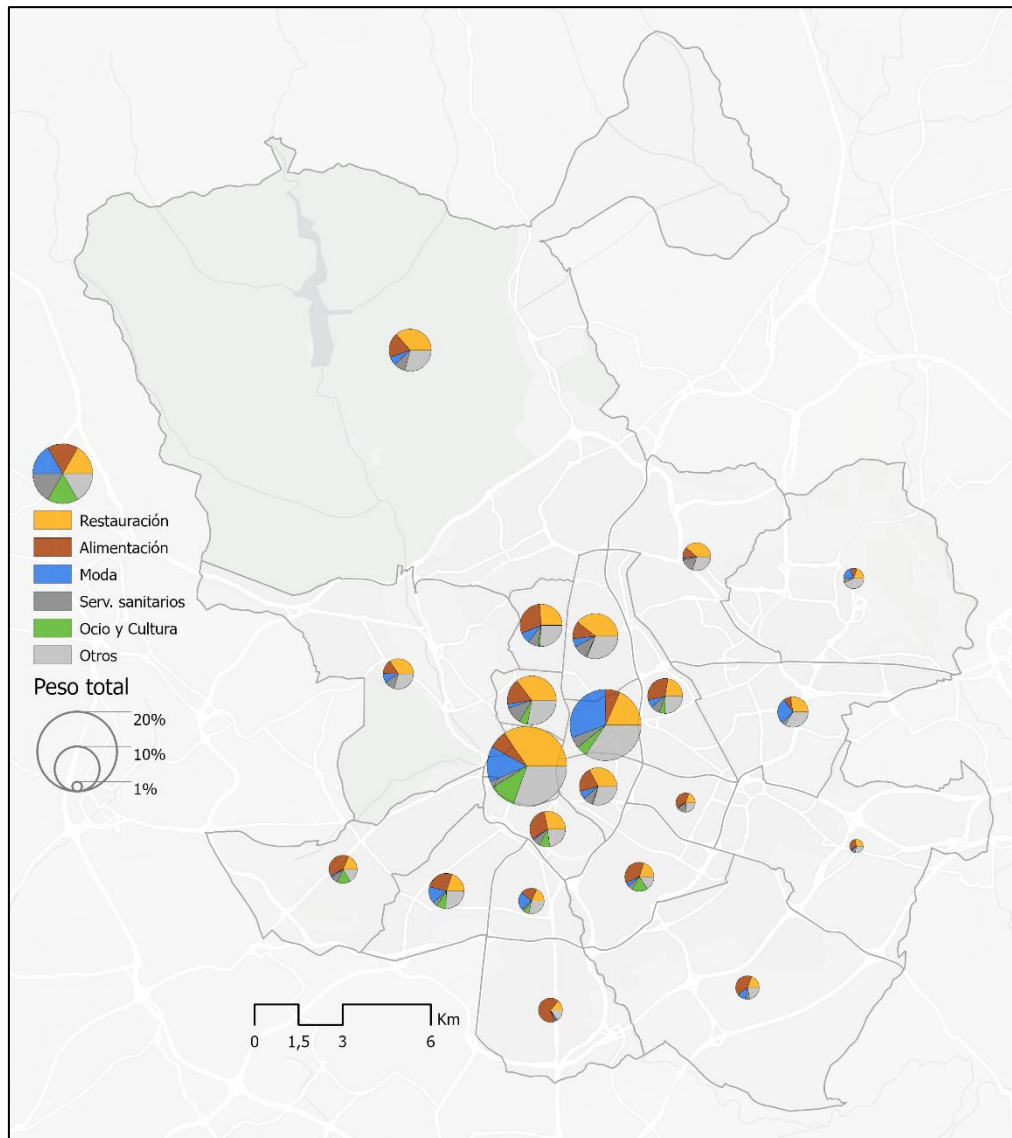 Restauración
Alimentación
Moda
Serv. sanitarios
Ocio y Cultura
Otros
Peso total
20%
10%
1%
Km
0 1,5 3 6